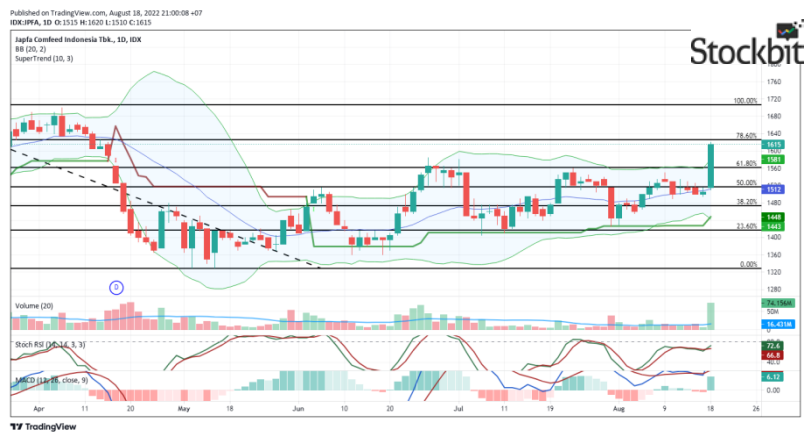 Published on TradingView.com, August 18, 2022 21:00:08 +07
IDX:JPFA, 1D O:1515 H:1620 L:1510 C:1615
Japfa Comfeed Indonesia Tbk., 1D, IDX
BB (20, 2)
SuperTrend (10, 3)
Stockbit
1760
1720
100.00%
1680
1640
78.60%
1615
1600
1581
61.80%
1560
50.00%
1512
38.20%
1480
1448
1443
23.60%
1400
1360
0.00%
1320
1280
D
Volume (20)
74.156M
16.431M
Stoch RSI (14, 14, 3, 3)
72.6
66.8
40.0
MACD (12, 26, close, 9)
6.12
0.00
Apr 11 20 May 18 Jun 10 20 Jul 11 19 Aug 9 18 26
TradingView